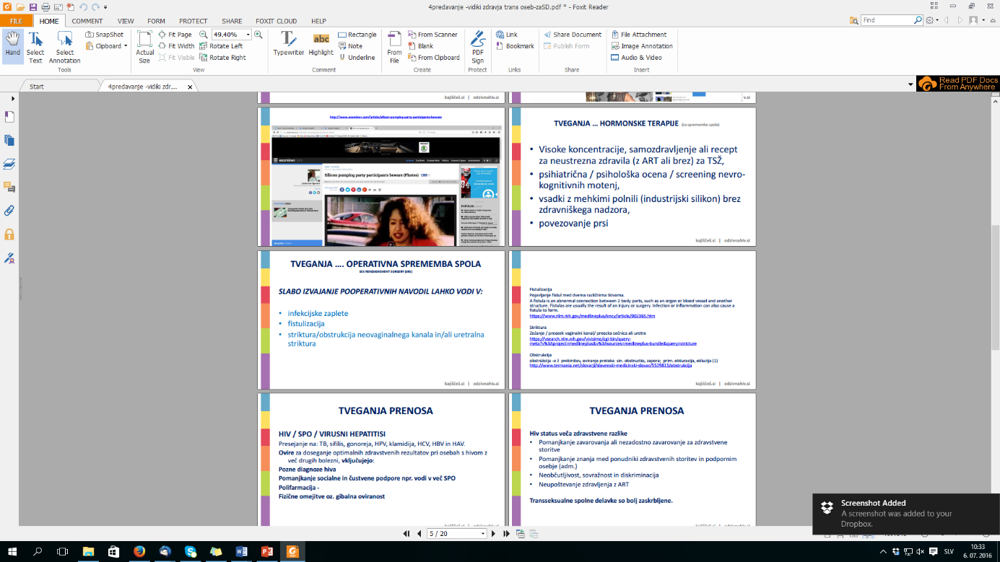 4predavanje -vidiki zdravja trans oseb-zaSD.pdf * - Foxit Reader
FILE HOME COMMENT VIEW FORM PROTECT SHARE FOXIT CLOUD HELP
Find
Hand
Select Text
Select Annotation
SnapShot
Clipboard
Tools
Actual Size
Fit Page
Fit Width
Fit Visible
49.40%
Rotate Left
Rotate Right
View
Typewriter
Highlight
Rectangle
Note
Underline
Comment
From File
From Scanner
Blank
From Clipboard
Create
PDF Sign
Protect
Link
Bookmark
Links
Share Document
Publish Form
Share
File Attachment
Image Annotation
Audio & Video
Insert
Start
4predavanje -vidiki zdr...
Read PDF Docs
From Anywhere
kajiščeš.si | odzivnahiv.si
v.si
http://www.examiner.com/article/silicon-pumping-party-participants-beware
examiner.com
Silicon pumping party participants beware (Photos)
POPULAR
TVEGANJA ... HORMONSKE TERAPIJE (za spremembo spola)
• Visoke koncentracije, samozdravljenje ali recept
za neustrezna zdravila (z ART ali brez) za TSŽ,
• psihiatrična / psihološka ocena / screening nevro-
kognitivnih motenj,
• vsadki z mehkimi polnili (industrijski silikon) brez
zdravniškega nadzora,
• povezovanje prsi
kajiščeš.si | odzivnahiv.si
TVEGANJA .... OPERATIVNA SPREMEMBA SPOLA
SEX REASSIGNEMENT SURGERY (SRS)
SLABO IZVAJANJE POOPERATIVNIH NAVODIL LAHKO VODI V:
• infekcijske zaplete
• fistulizacija
• striktura/obstrukcija neovaginalnega kanala in/ali uretralna
striktura
kajiščeš.si | odzivnahiv.si
Fistulizacija
Pojavljanje fistul med dvema različnima tkivoma.
A fistula is an abnormal connection between 2 body parts, such as an organ or blood vessel and another
structure. Fistulas are usually the result of an injury or surgery. Infection or inflammation can also cause a
fistula to form.
https://www.nlm.nih.gov/medlineplus/ency/article/002365.htm
Striktura
Zožanje / preozek vaginalni kanal/ preozka sečnica ali uretra
https://vsearch.nlm.nih.gov/vivisimo/cgi-bin/query-
meta?v%3Aproject=medlineplus&v%3Asources=medlineplus-bundle&query=stricture
Obstrukcija
obstrúkcija -e ž prekinitev, oviranje pretoka sin. obstructio, zapora; prim. obturacija, okluzija (1)
http://www.termania.net/slovarji/slovenski-medicinski-slovar/5529813/obstrukcija
kajiščeš.si | odzivnahiv.si
TVEGANJA PRENOSA
HIV / SPO / VIRUSNI HEPATITISI
Presejanje na: TB, sifilis, gonoreja, HPV, klamidija, HCV, HBV in HAV.
Ovire za doseganje optimalnih zdravstvenih rezultatov pri osebah s hivom z
več drugih bolezni, vključujejo:
Pozne diagnoze hiva
Pomanjkanje socialne in čustvene podpore npr. vodi v več SPO
Polifarmacija -
Fizične omejitve oz. gibalna oviranost
TVEGANJA PRENOSA
Hiv status veča zdravstvene razlike
• Pomanjkanje zavarovanja ali nezadostno zavarovanje za zdravstvene
storitve
• Pomanjkanje znanja med ponudniki zdravstvenih storitev in podpornim
osebje (adm.)
• Neobčutljivost, sovražnost in diskriminacija
• Neupoštevanje zdravljenja z ART
Transseksualne spolne delavke so bolj zaskrbljene.
Screenshot Added
A screenshot was added to your
Dropbox.
5 / 20
SLV
10:33
6. 07. 2016